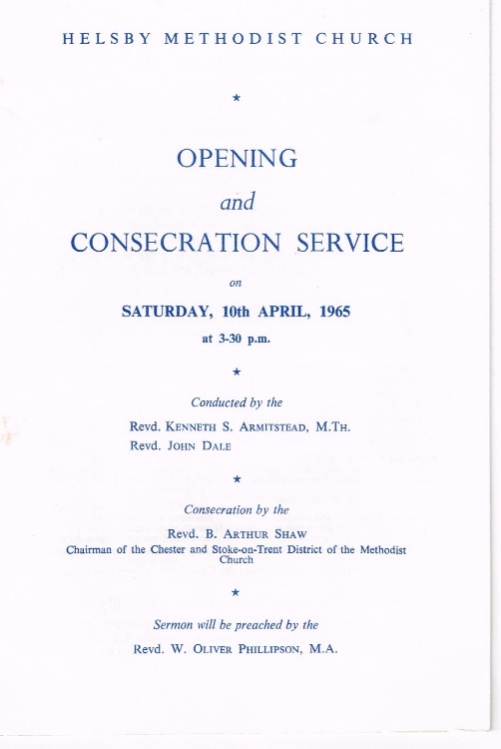 HELSBY METHODIST CHURCH
★
OPENING
and
CONSECRATION SERVICE
on
SATURDAY, 10th APRIL, 1965
at 3-30 p.m.
★
Conducted by the
Revd. KENNETH S. ARMITSTEAD, M.TH.
Revd. JOHN DALE
★
Consecration by the
Revd. B. ARTHUR SHAW
Chairman of the Chester and Stoke-on-Trent District of the Methodist
Church
★
Sermon will be preached by the
Revd. W. OLIVER PHILLIPSON, M.A.